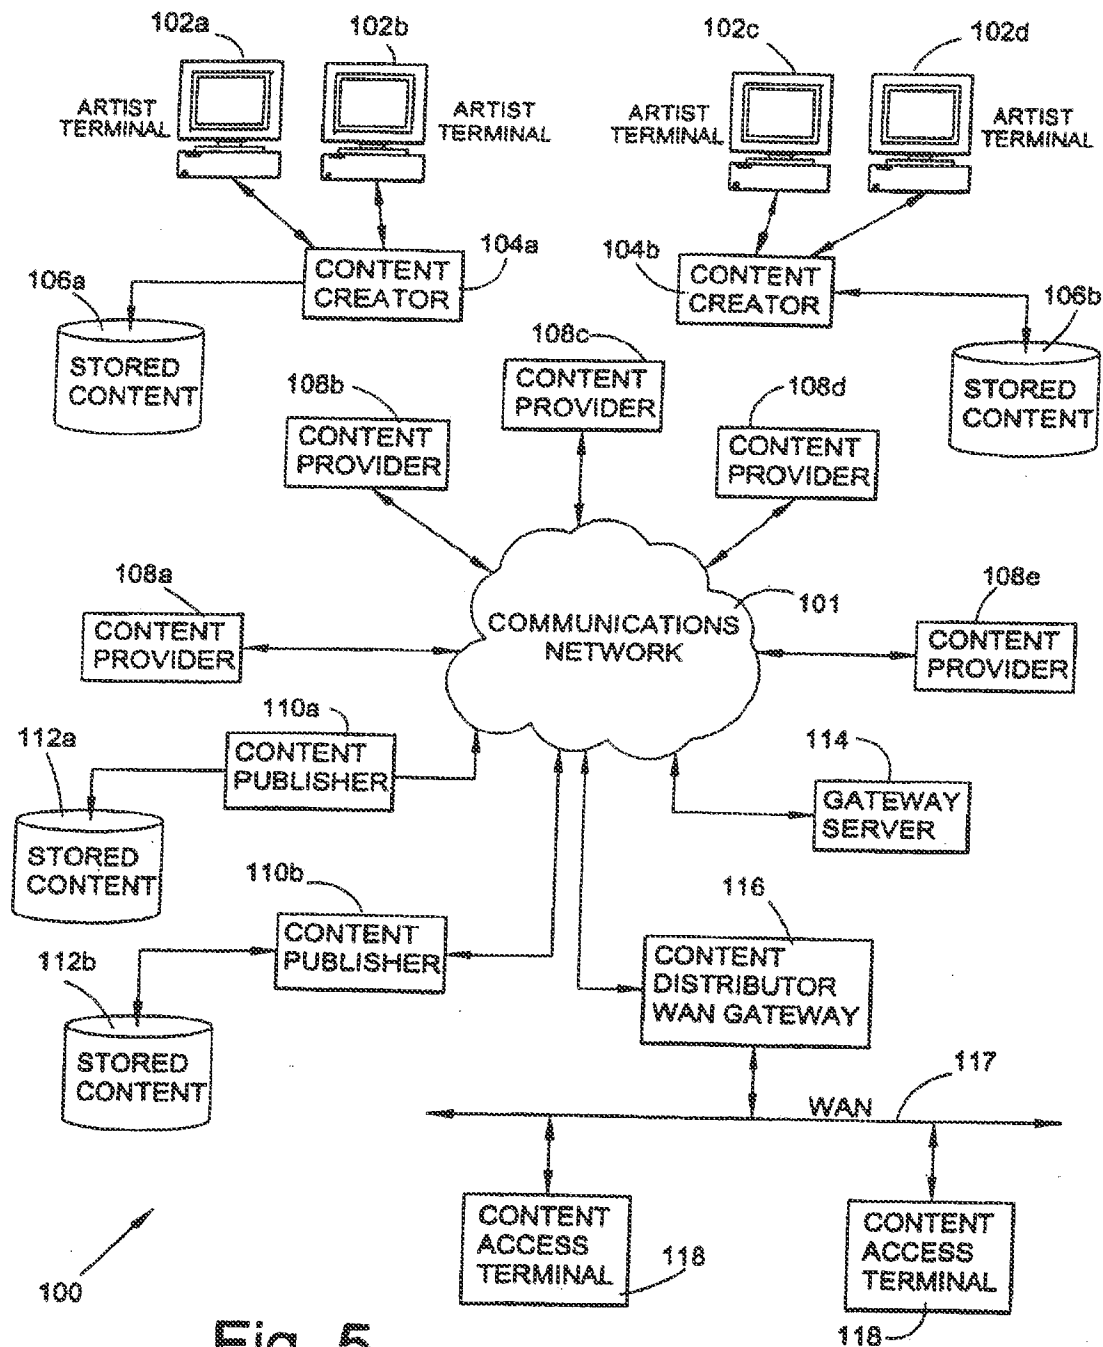 102a
102b
102c
102d
ARTIST
TERMINAL
ARTIST
TERMINAL
ARTIST
TERMINAL
ARTIST
TERMINAL
CONTENT
CREATOR
104a
104b
CONTENT
CREATOR
106a
STORED
CONTENT
106b
STORED
CONTENT
108b
CONTENT
PROVIDER
108c
CONTENT
PROVIDER
108d
CONTENT
PROVIDER
108a
CONTENT
PROVIDER
COMMUNICATIONS
NETWORK
101
108e
CONTENT
PROVIDER
110a
CONTENT
PUBLISHER
112a
STORED
CONTENT
114
GATEWAY
SERVER
110b
CONTENT
PUBLISHER
112b
STORED
CONTENT
116
CONTENT
DISTRIBUTOR
WAN GATEWAY
WAN
117
CONTENT
ACCESS
TERMINAL
118
CONTENT
ACCESS
TERMINAL
118
100
Fig. 5